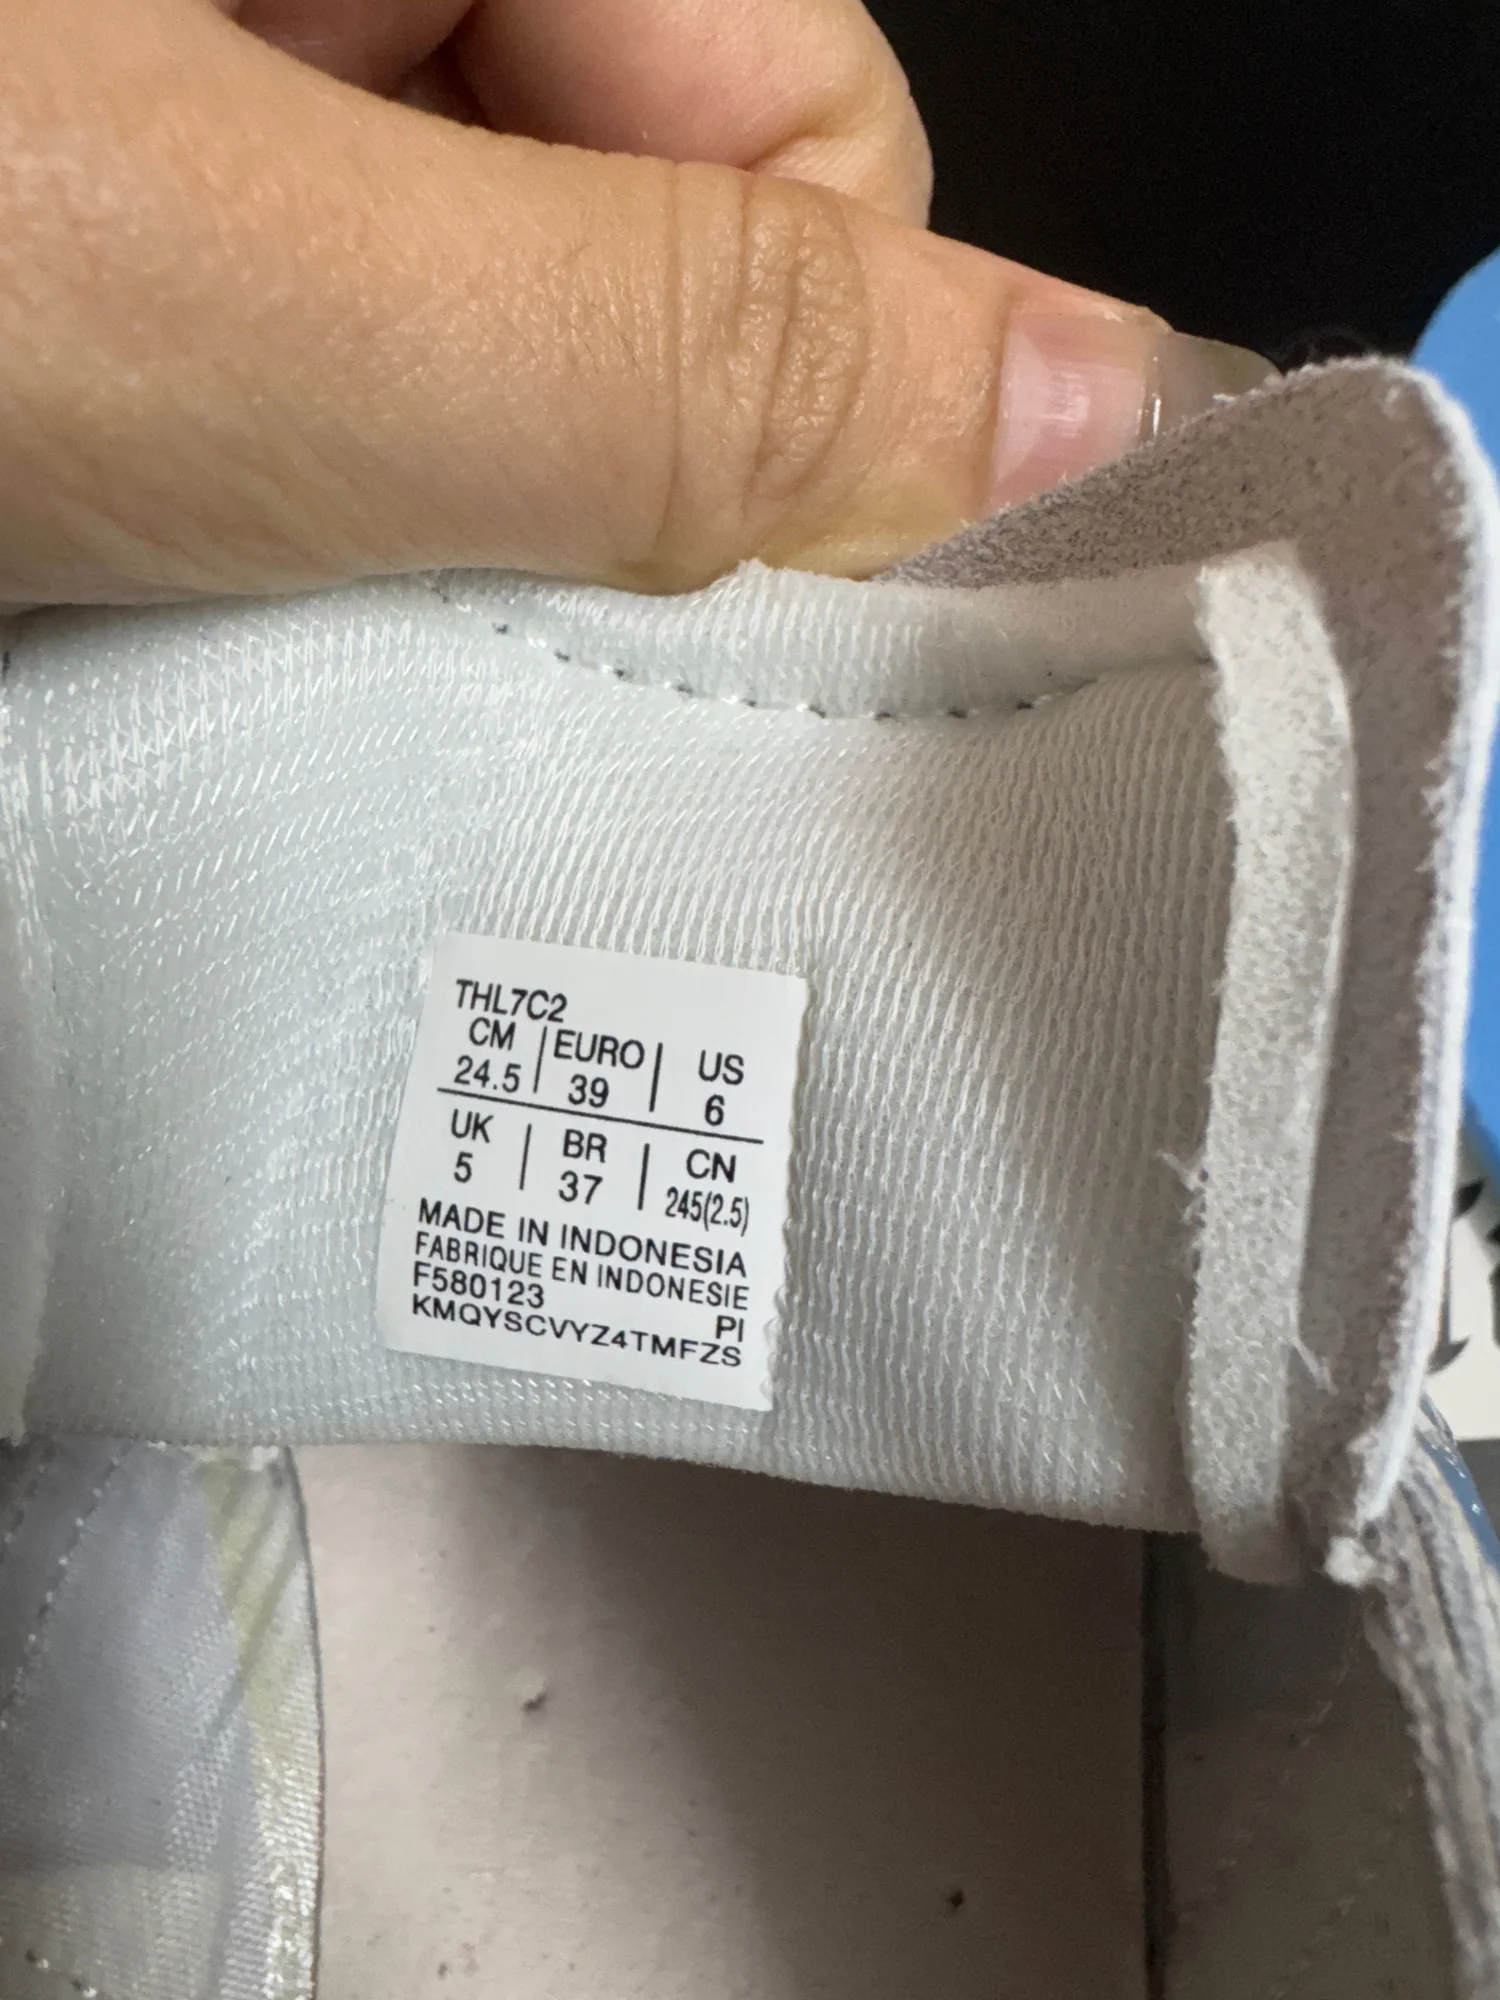 THL7C2
CM | EURO | US
24.5 | 39 | 6
UK | BR | CN
5 | 37 | 245(2.5)
MADE IN INDONESIA
FABRIQUE EN INDONESIE
F580123
PI
KMQYSCVYZ4TMFZS